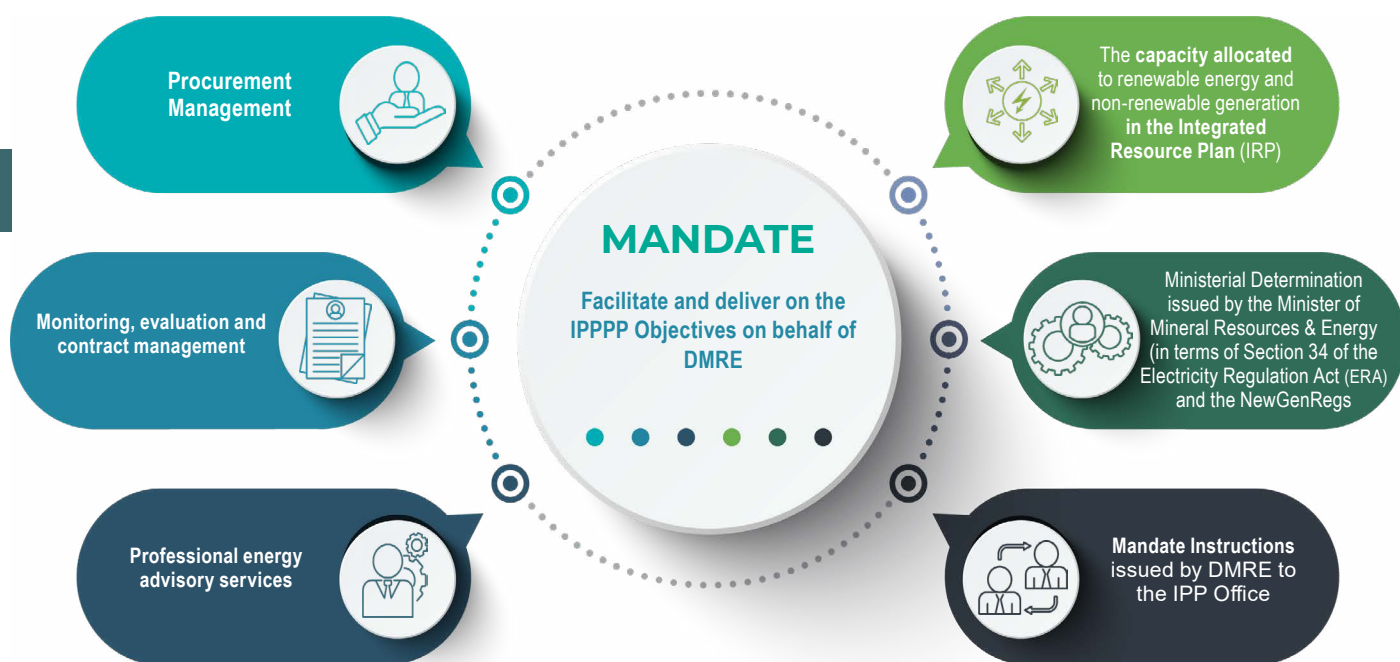 Procurement
Management
Monitoring, evaluation and
contract management
Professional energy
advisory services
MANDATE
Facilitate and deliver on the
IPPPP Objectives on behalf of
DMRE
The capacity allocated
to renewable energy and
non-renewable generation
in the Integrated
Resource Plan (IRP)
Ministerial Determination
issued by the Minister of
Mineral Resources & Energy
(in terms of Section 34 of the
Electricity Regulation Act (ERA)
and the NewGenRegs
Mandate Instructions
issued by DMRE to
the IPP Office